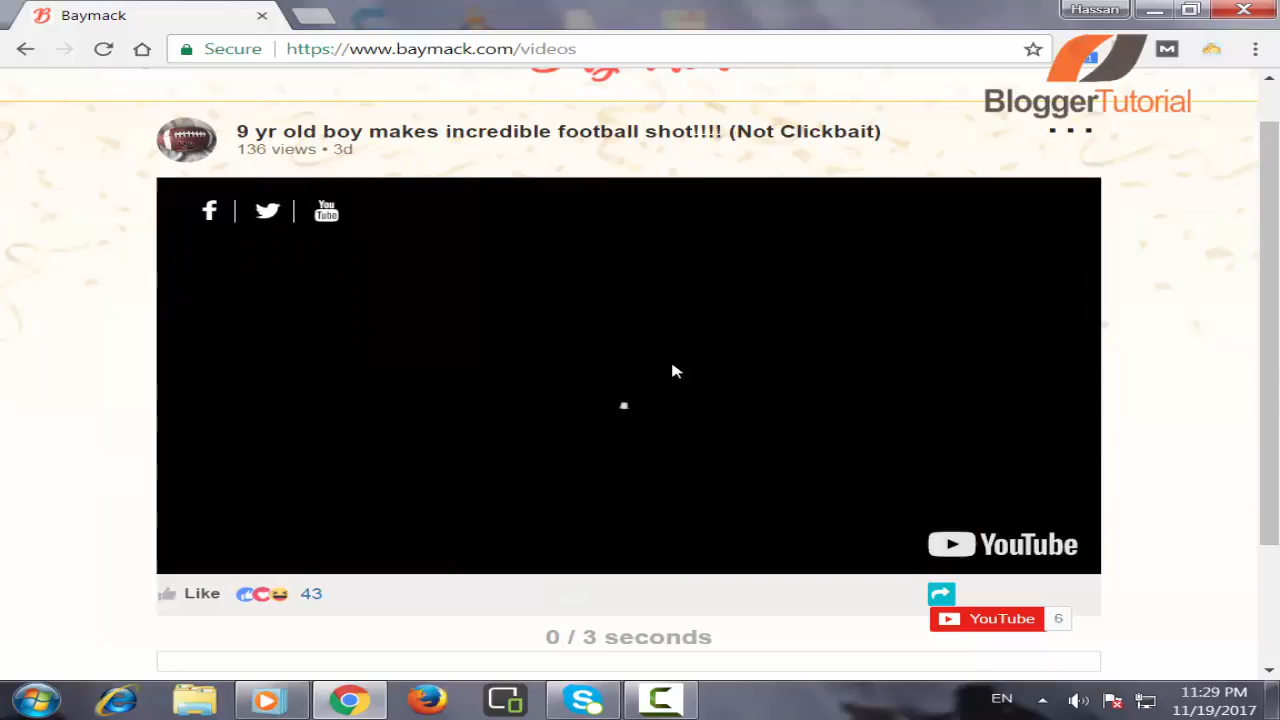 Baymack
Hassan
Secure
https://www.baymack.com/videos
BloggerTutorial
9 yr old boy makes incredible football shot!!!! (Not Clickbait)
136 views • 3d
You
Tube
YouTube
Like
43
YouTube
6
0 / 3 seconds
EN
11:29 PM
11/19/2017